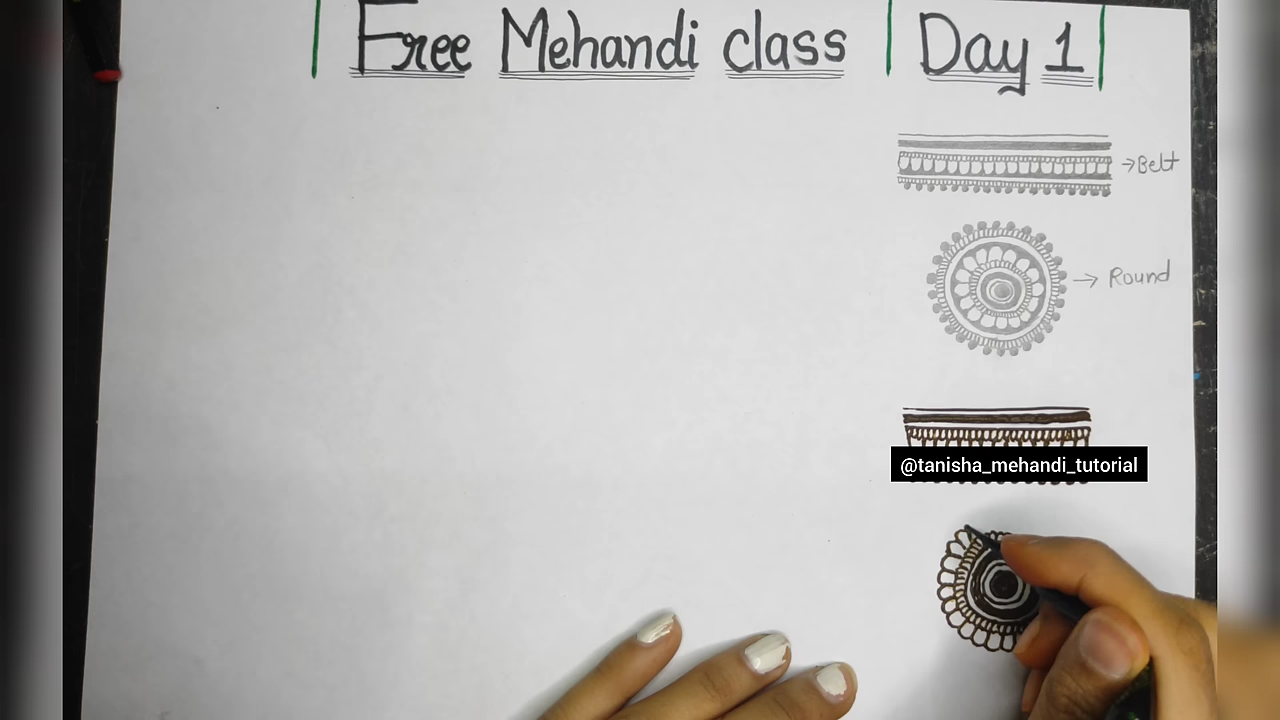 Free Mehandi class Day 1
→Belt
→ Round
@tanisha_mehandi_tutorial